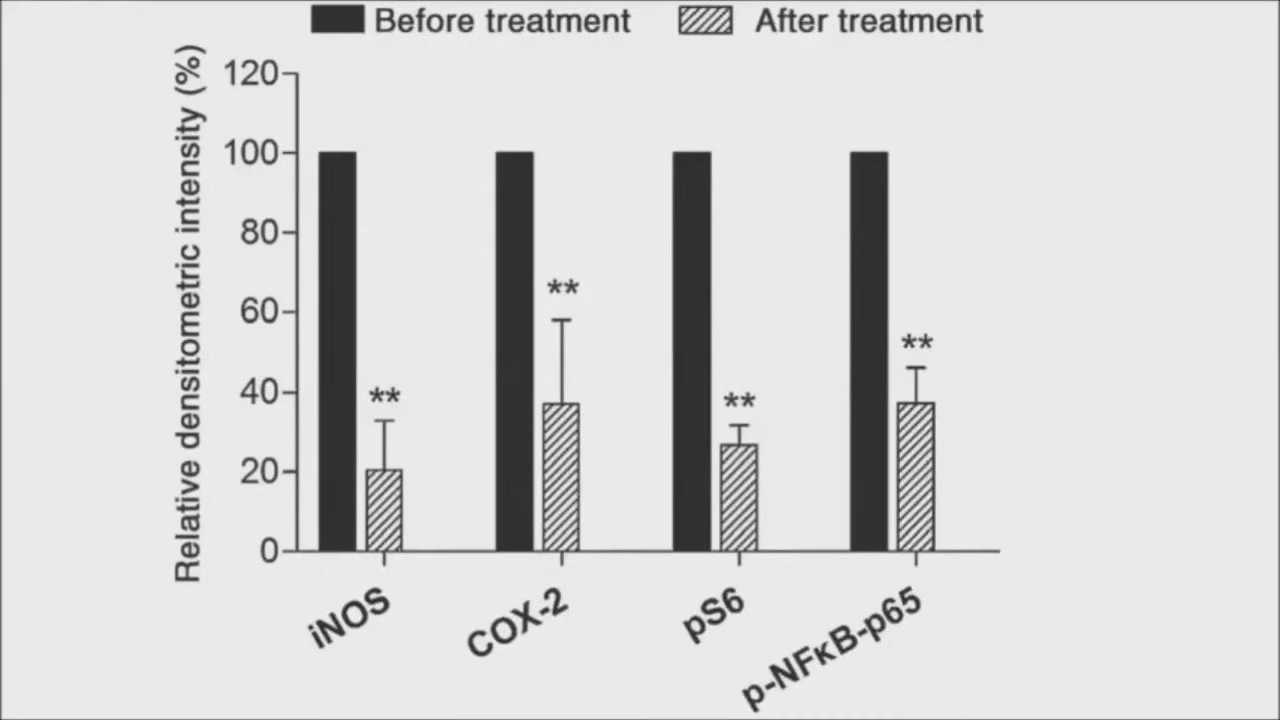 Before treatment After treatment
Relative densitometric intensity (%)
120
100
80
60
40
20
0
**
**
**
**
iNOS
COX-2
pS6
p-NFκB-p65